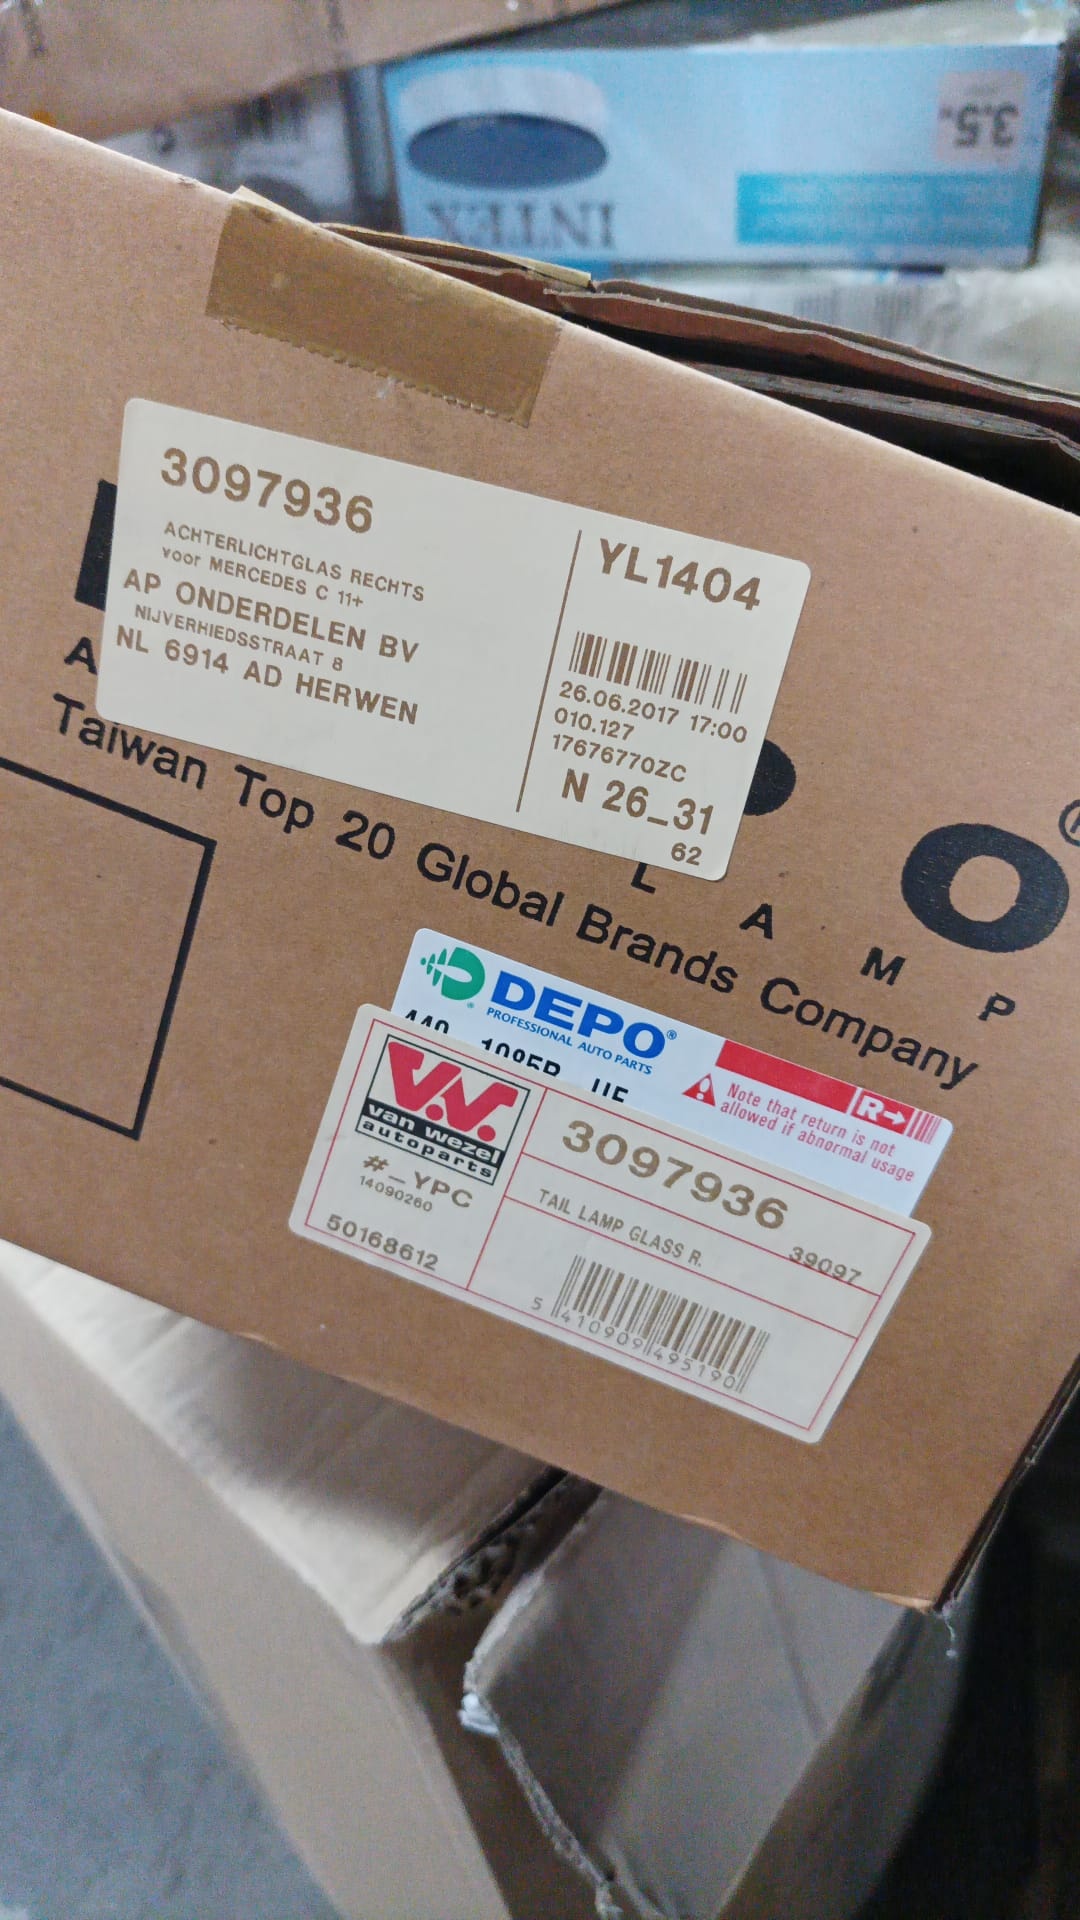 3.5"
INTEX
3097936
ACHTERLICHTGLAS RECHTS
voor MERCEDES C 11+
AP ONDERDELEN BV
NIJVERHIEDSSTRAAT 8
NL 6914 AD HERWEN
YL1404
26.06.2017 17:00
010.127
17676770ZC
N 26_31
62
A
O
L A M P
Taiwan Top 20 Global Brands Company
DEPO®
PROFESSIONAL AUTO PARTS
R→
Note that return is not
allowed if abnormal usage
VW
van wezel
autoparts
#-YPC
14090260
50168612
3097936
39097
TAIL LAMP GLASS R.
5 410909 495190